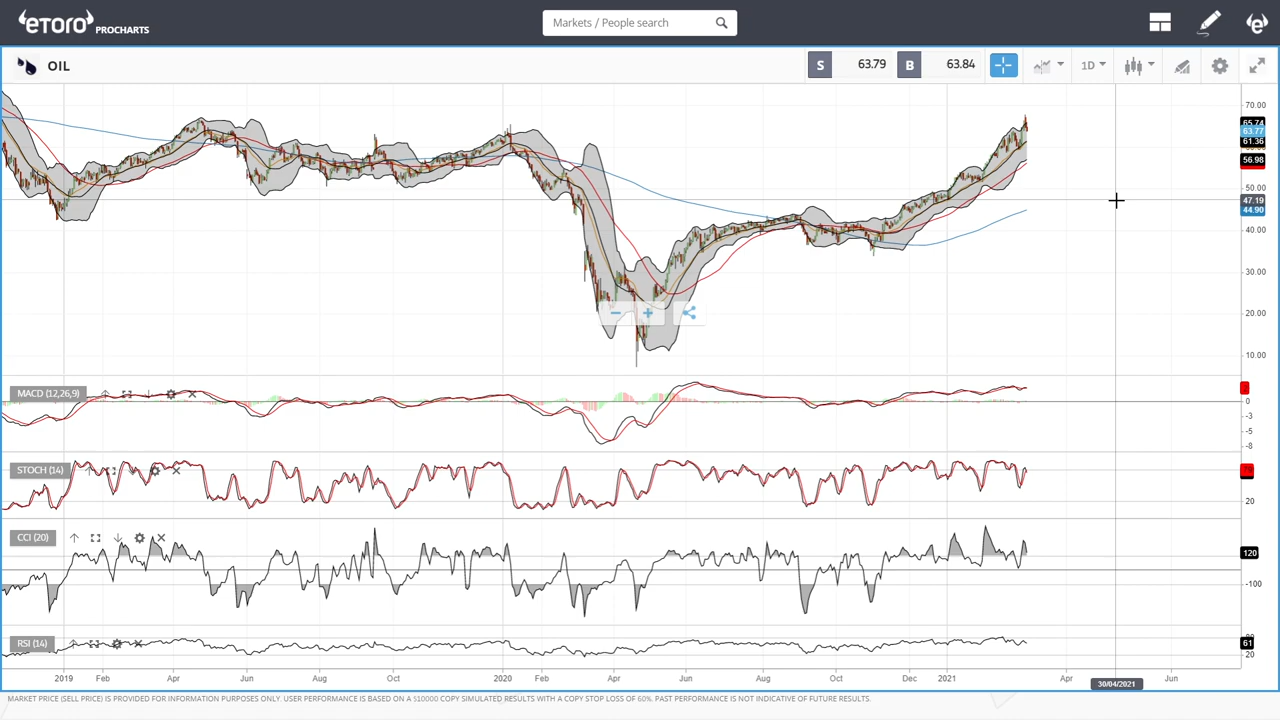 eTORO PROCHARTS
Markets / People search
OIL
S 63.79 B 63.84
1D
70.00
65.74
63.77
61.36
56.98
50.00
47.19
44.90
40.00
30.00
20.00
10.00
MACD (12,26,9)
0
-3
-5
-8
STOCH (14)
20
CCI (20)
120
-100
RSI (14)
61
20
2019 Feb Apr Jun Aug Oct 2020 Feb Apr Jun Aug Oct Dec 2021 Apr Jun
30/04/2021
MARKET PRICE (SELL PRICE) IS PROVIDED FOR INFORMATION PURPOSES ONLY. USER PERFORMANCE IS BASED ON A $10000 COPY SIMULATED RESULTS WITH A COPY STOP LOSS OF 60%. PAST PERFORMANCE IS NOT INDICATIVE OF FUTURE RESULTS.